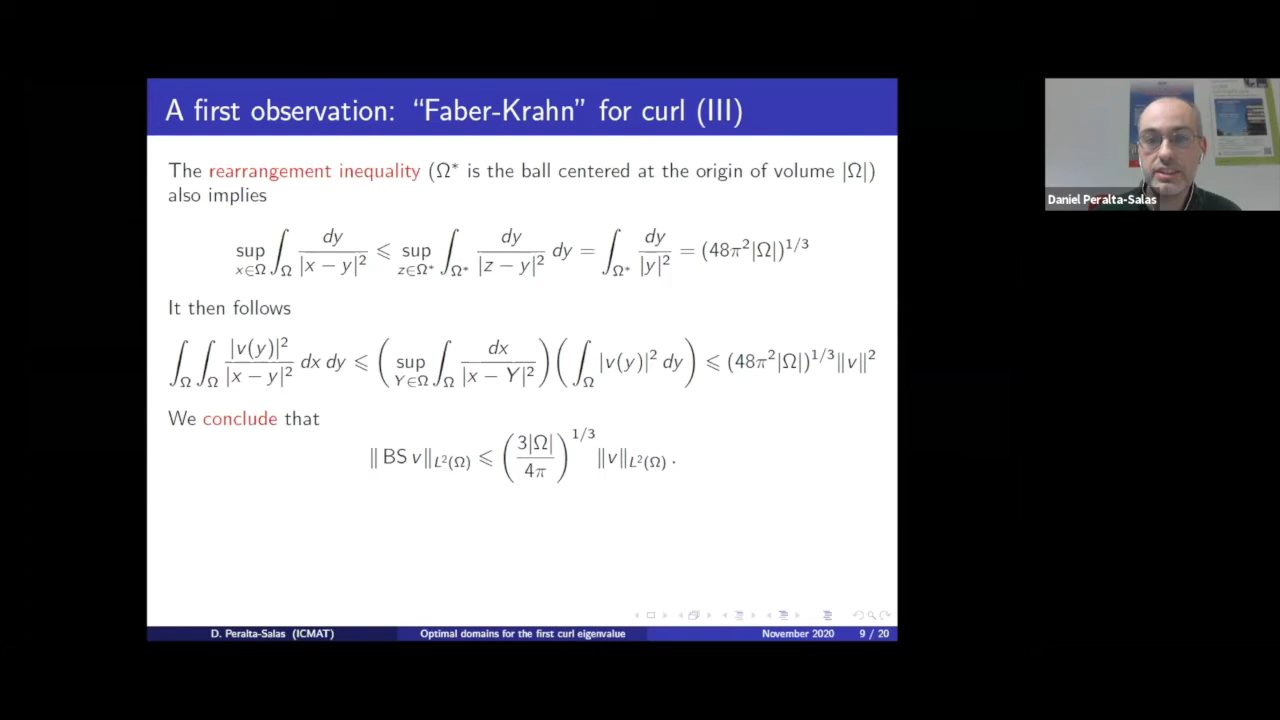 A first observation: “Faber-Krahn” for curl (III)
The rearrangement inequality (Ω* is the ball centered at the origin of volume |Ω|)
also implies
sup_{x∈Ω} ∫_Ω dy/|x − y|² ⩽ sup_{z∈Ω*} ∫_{Ω*} dy/|z − y|² dy = ∫_{Ω*} dy/|y|² = (48π²|Ω|)^{1/3}
It then follows
∫_Ω ∫_Ω |v(y)|²/|x − y|² dx dy ⩽ ( sup_{Y∈Ω} ∫_Ω dx/|x − Y|² ) ( ∫_Ω |v(y)|² dy ) ⩽ (48π²|Ω|)^{1/3} ‖v‖²
We conclude that
‖ BS v‖_{L²(Ω)} ⩽ ( 3|Ω|/4π )^{1/3} ‖v‖_{L²(Ω)} .
D. Peralta-Salas (ICMAT) Optimal domains for the first curl eigenvalue November 2020 9 / 20
Daniel Peralta-Salas